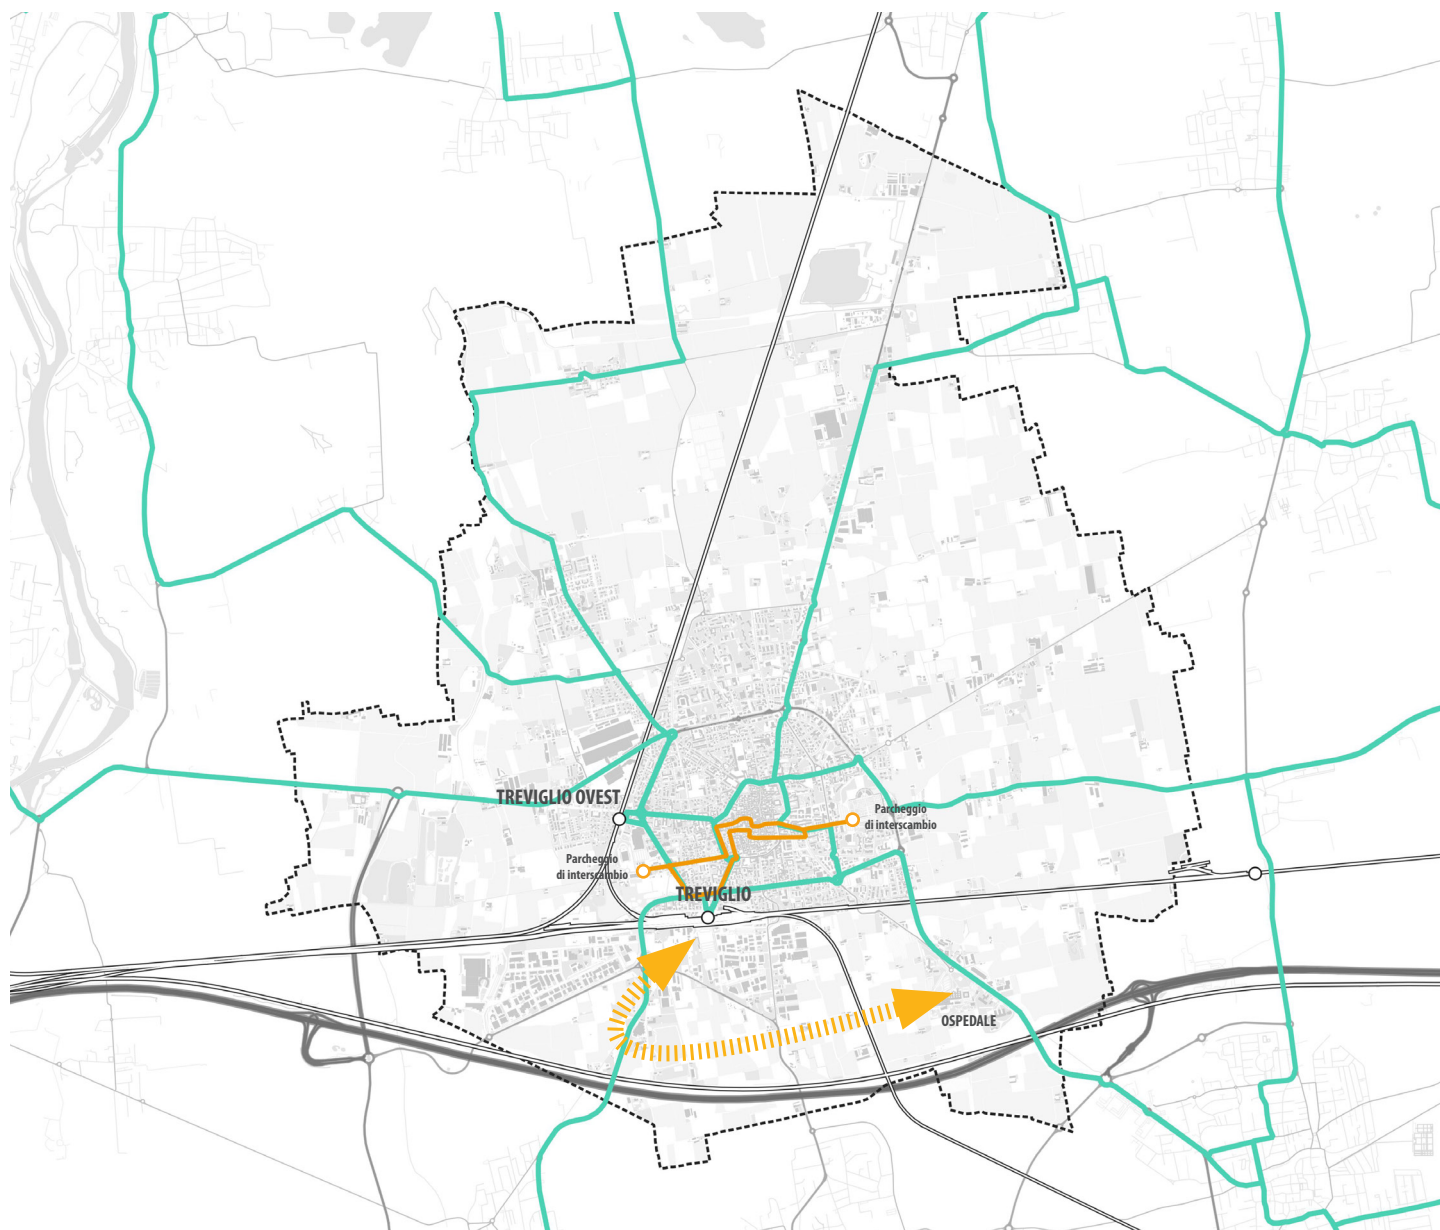 TREVIGLIO OVEST
Parcheggio
di interscambio
Parcheggio
di interscambio
TREVIGLIO
OSPEDALE